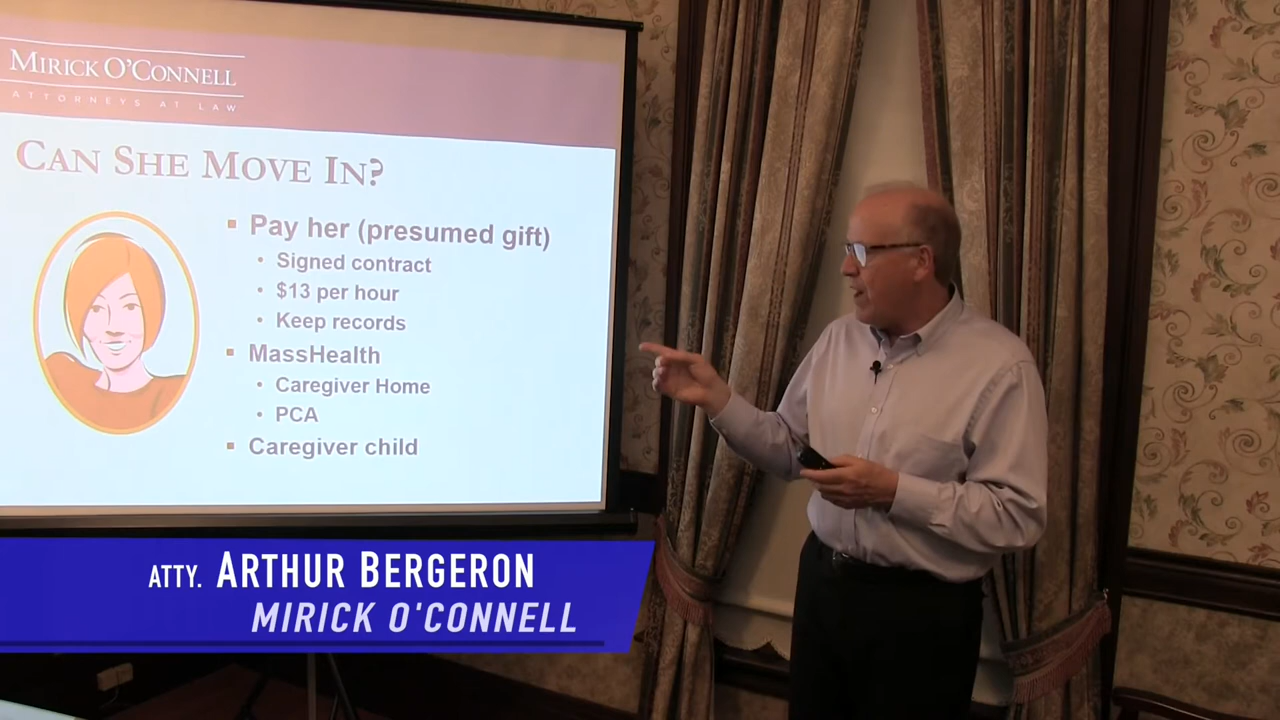 MIRICK O'CONNELL
ATTORNEYS AT LAW
CAN SHE MOVE IN?
▪ Pay her (presumed gift)
• Signed contract
• $13 per hour
• Keep records
▪ MassHealth
• Caregiver Home
• PCA
▪ Caregiver child
ATTY. ARTHUR BERGERON
MIRICK O'CONNELL